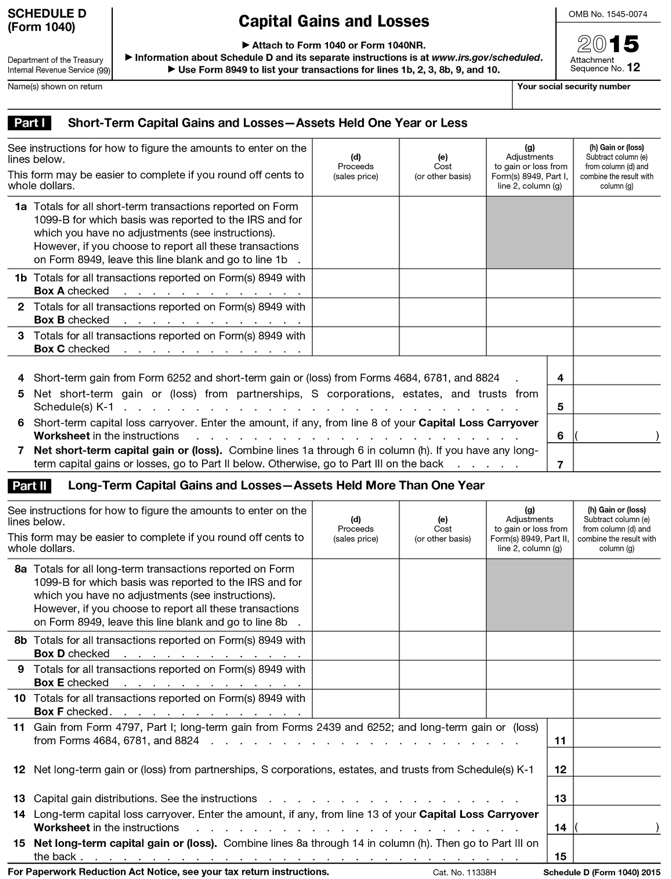 SCHEDULE D
(Form 1040)
Department of the Treasury
Internal Revenue Service (99)
Capital Gains and Losses
▶ Attach to Form 1040 or Form 1040NR.
▶ Information about Schedule D and its separate instructions is at www.irs.gov/scheduled.
▶ Use Form 8949 to list your transactions for lines 1b, 2, 3, 8b, 9, and 10.
OMB No. 1545-0074
2015
Attachment
Sequence No. 12
Name(s) shown on return
Your social security number
Part I Short-Term Capital Gains and Losses—Assets Held One Year or Less
See instructions for how to figure the amounts to enter on the
lines below.
This form may be easier to complete if you round off cents to
whole dollars.
(d)
Proceeds
(sales price)
(e)
Cost
(or other basis)
(g)
Adjustments
to gain or loss from
Form(s) 8949, Part I,
line 2, column (g)
(h) Gain or (loss)
Subtract column (e)
from column (d) and
combine the result with
column (g)
1a Totals for all short-term transactions reported on Form
1099-B for which basis was reported to the IRS and for
which you have no adjustments (see instructions).
However, if you choose to report all these transactions
on Form 8949, leave this line blank and go to line 1b .
1b Totals for all transactions reported on Form(s) 8949 with
Box A checked . . . . . . . . . . . . .
2 Totals for all transactions reported on Form(s) 8949 with
Box B checked . . . . . . . . . . . . .
3 Totals for all transactions reported on Form(s) 8949 with
Box C checked . . . . . . . . . . . . .
4 Short-term gain from Form 6252 and short-term gain or (loss) from Forms 4684, 6781, and 8824 . 4
5 Net short-term gain or (loss) from partnerships, S corporations, estates, and trusts from
Schedule(s) K-1 . . . . . . . . . . . . . . . . . . . . . . . . 5
6 Short-term capital loss carryover. Enter the amount, if any, from line 8 of your Capital Loss Carryover
Worksheet in the instructions . . . . . . . . . . . . . . . . . . . . 6 ( )
7 Net short-term capital gain or (loss). Combine lines 1a through 6 in column (h). If you have any long-
term capital gains or losses, go to Part II below. Otherwise, go to Part III on the back . . . . . 7
Part II Long-Term Capital Gains and Losses—Assets Held More Than One Year
See instructions for how to figure the amounts to enter on the
lines below.
This form may be easier to complete if you round off cents to
whole dollars.
(d)
Proceeds
(sales price)
(e)
Cost
(or other basis)
(g)
Adjustments
to gain or loss from
Form(s) 8949, Part II,
line 2, column (g)
(h) Gain or (loss)
Subtract column (e)
from column (d) and
combine the result with
column (g)
8a Totals for all long-term transactions reported on Form
1099-B for which basis was reported to the IRS and for
which you have no adjustments (see instructions).
However, if you choose to report all these transactions
on Form 8949, leave this line blank and go to line 8b .
8b Totals for all transactions reported on Form(s) 8949 with
Box D checked . . . . . . . . . . . . .
9 Totals for all transactions reported on Form(s) 8949 with
Box E checked . . . . . . . . . . . . .
10 Totals for all transactions reported on Form(s) 8949 with
Box F checked . . . . . . . . . . . . . .
11 Gain from Form 4797, Part I; long-term gain from Forms 2439 and 6252; and long-term gain or (loss)
from Forms 4684, 6781, and 8824 . . . . . . . . . . . . . . . . . . . 11
12 Net long-term gain or (loss) from partnerships, S corporations, estates, and trusts from Schedule(s) K-1 12
13 Capital gain distributions. See the instructions . . . . . . . . . . . . . . . . 13
14 Long-term capital loss carryover. Enter the amount, if any, from line 13 of your Capital Loss Carryover
Worksheet in the instructions . . . . . . . . . . . . . . . . . . . . 14 ( )
15 Net long-term capital gain or (loss). Combine lines 8a through 14 in column (h). Then go to Part III on
the back . . . . . . . . . . . . . . . . . . . . . . . . . . . 15
For Paperwork Reduction Act Notice, see your tax return instructions. Cat. No. 11338H Schedule D (Form 1040) 2015